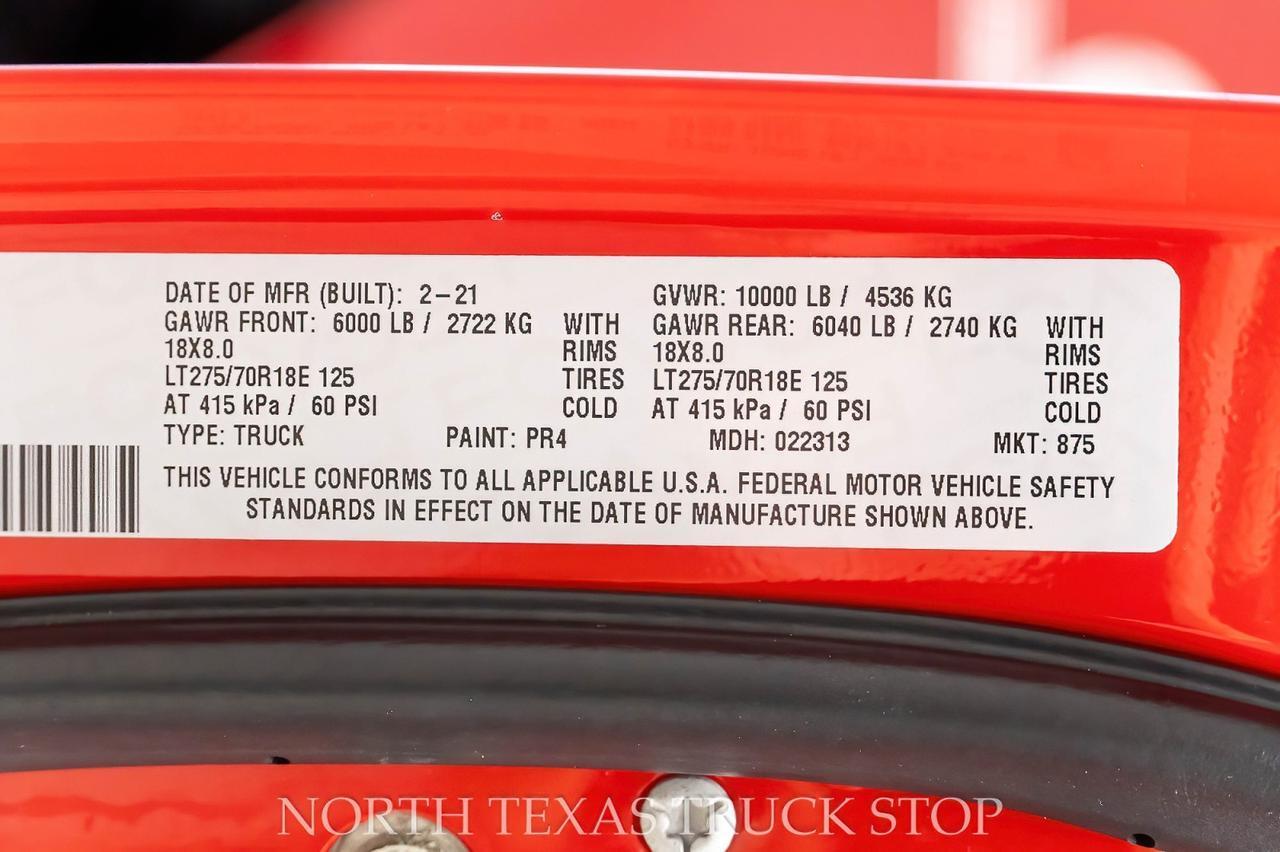 DATE OF MFR (BUILT): 2-21 GVWR: 10000 LB / 4536 KG
GAWR FRONT: 6000 LB / 2722 KG WITH GAWR REAR: 6040 LB / 2740 KG WITH
18X8.0 RIMS 18X8.0 RIMS
LT275/70R18E 125 TIRES LT275/70R18E 125 TIRES
AT 415 kPa / 60 PSI COLD AT 415 kPa / 60 PSI COLD
TYPE: TRUCK PAINT: PR4 MDH: 022313 MKT: 875
THIS VEHICLE CONFORMS TO ALL APPLICABLE U.S.A. FEDERAL MOTOR VEHICLE SAFETY
STANDARDS IN EFFECT ON THE DATE OF MANUFACTURE SHOWN ABOVE.
NORTH TEXAS TRUCK STOP